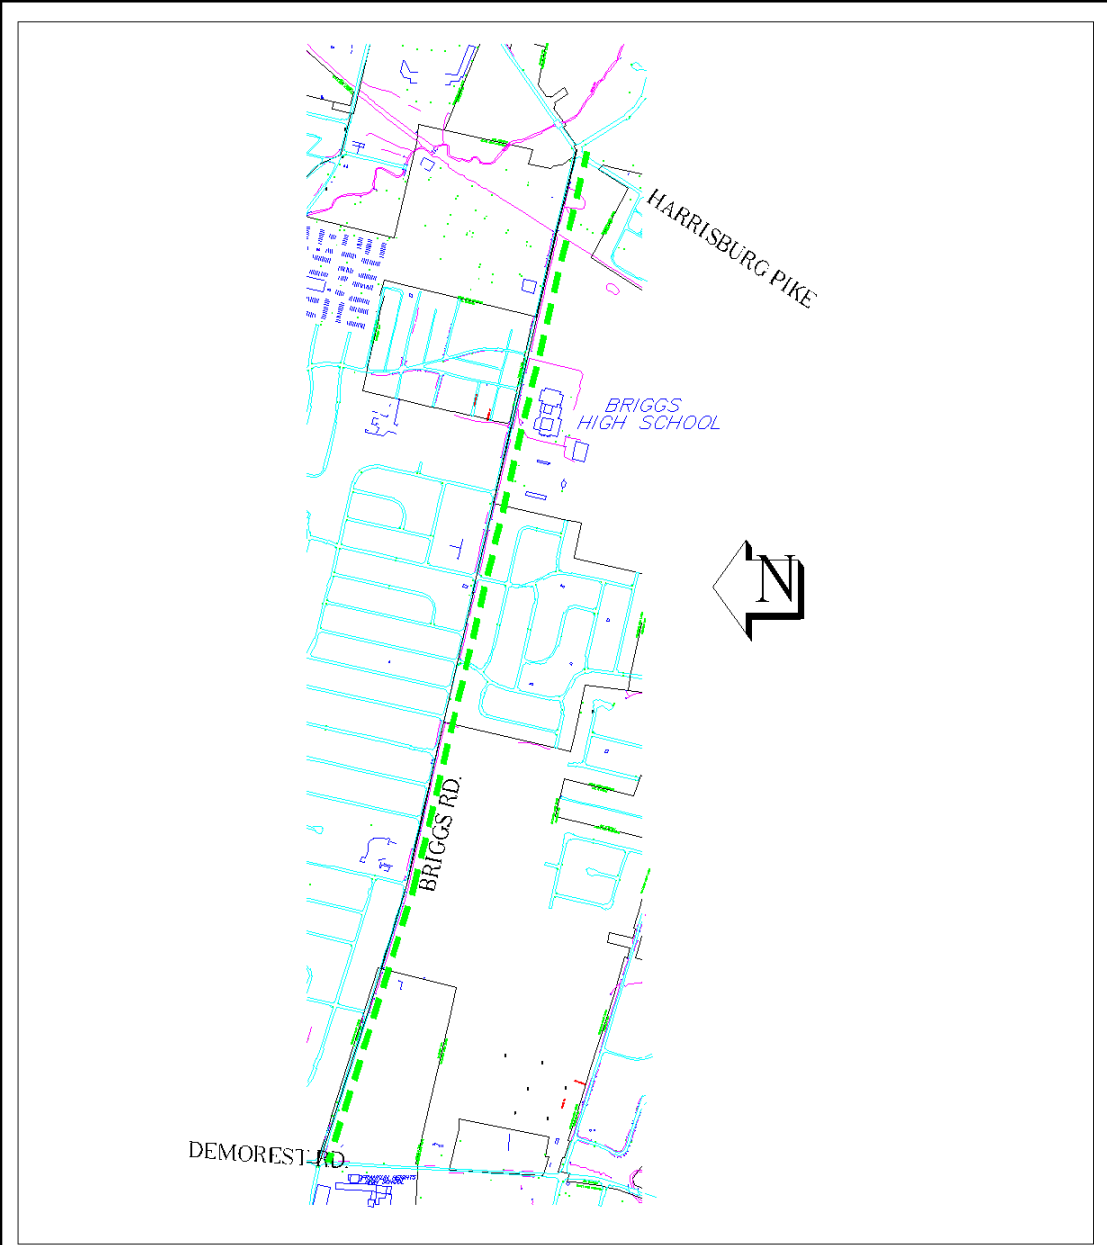 HARRISBURG PIKE
BRIGGS
HIGH SCHOOL
N
BRIGGS RD.
DEMOREST RD.